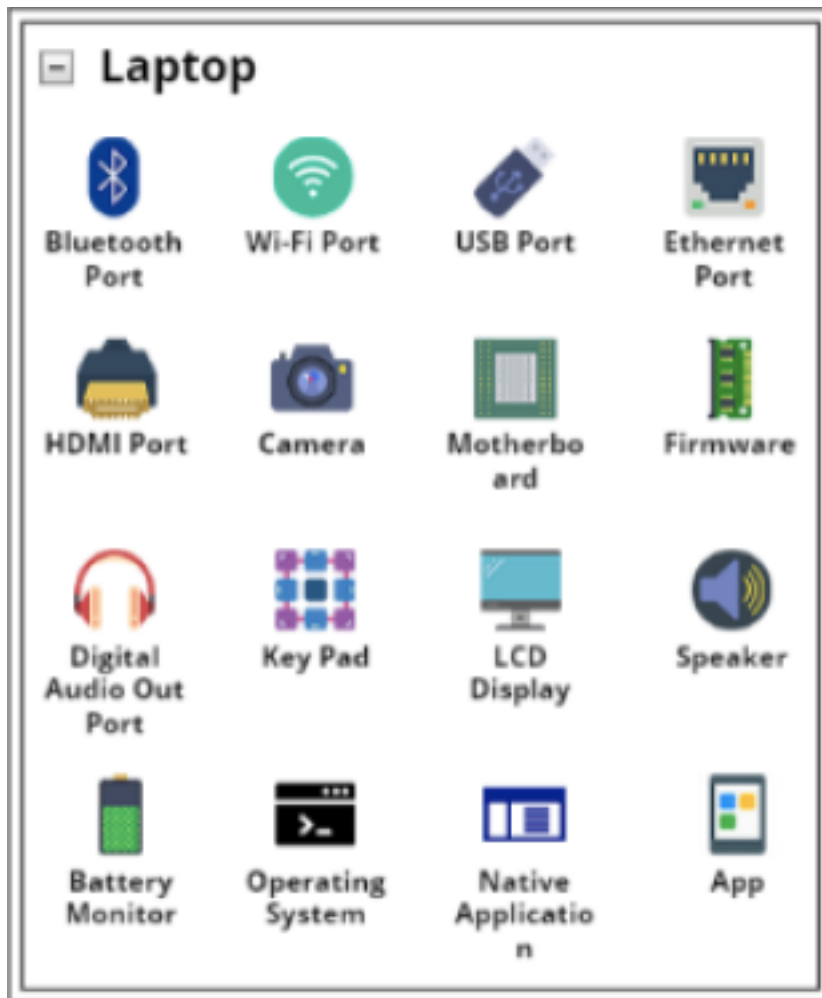 Laptop
Bluetooth
Port
Wi-Fi Port
USB Port
Ethernet
Port
HDMI Port
Camera
Motherbo
ard
Firmware
Digital
Audio Out
Port
Key Pad
LCD
Display
Speaker
Battery
Monitor
Operating
System
Native
Applicatio
n
App